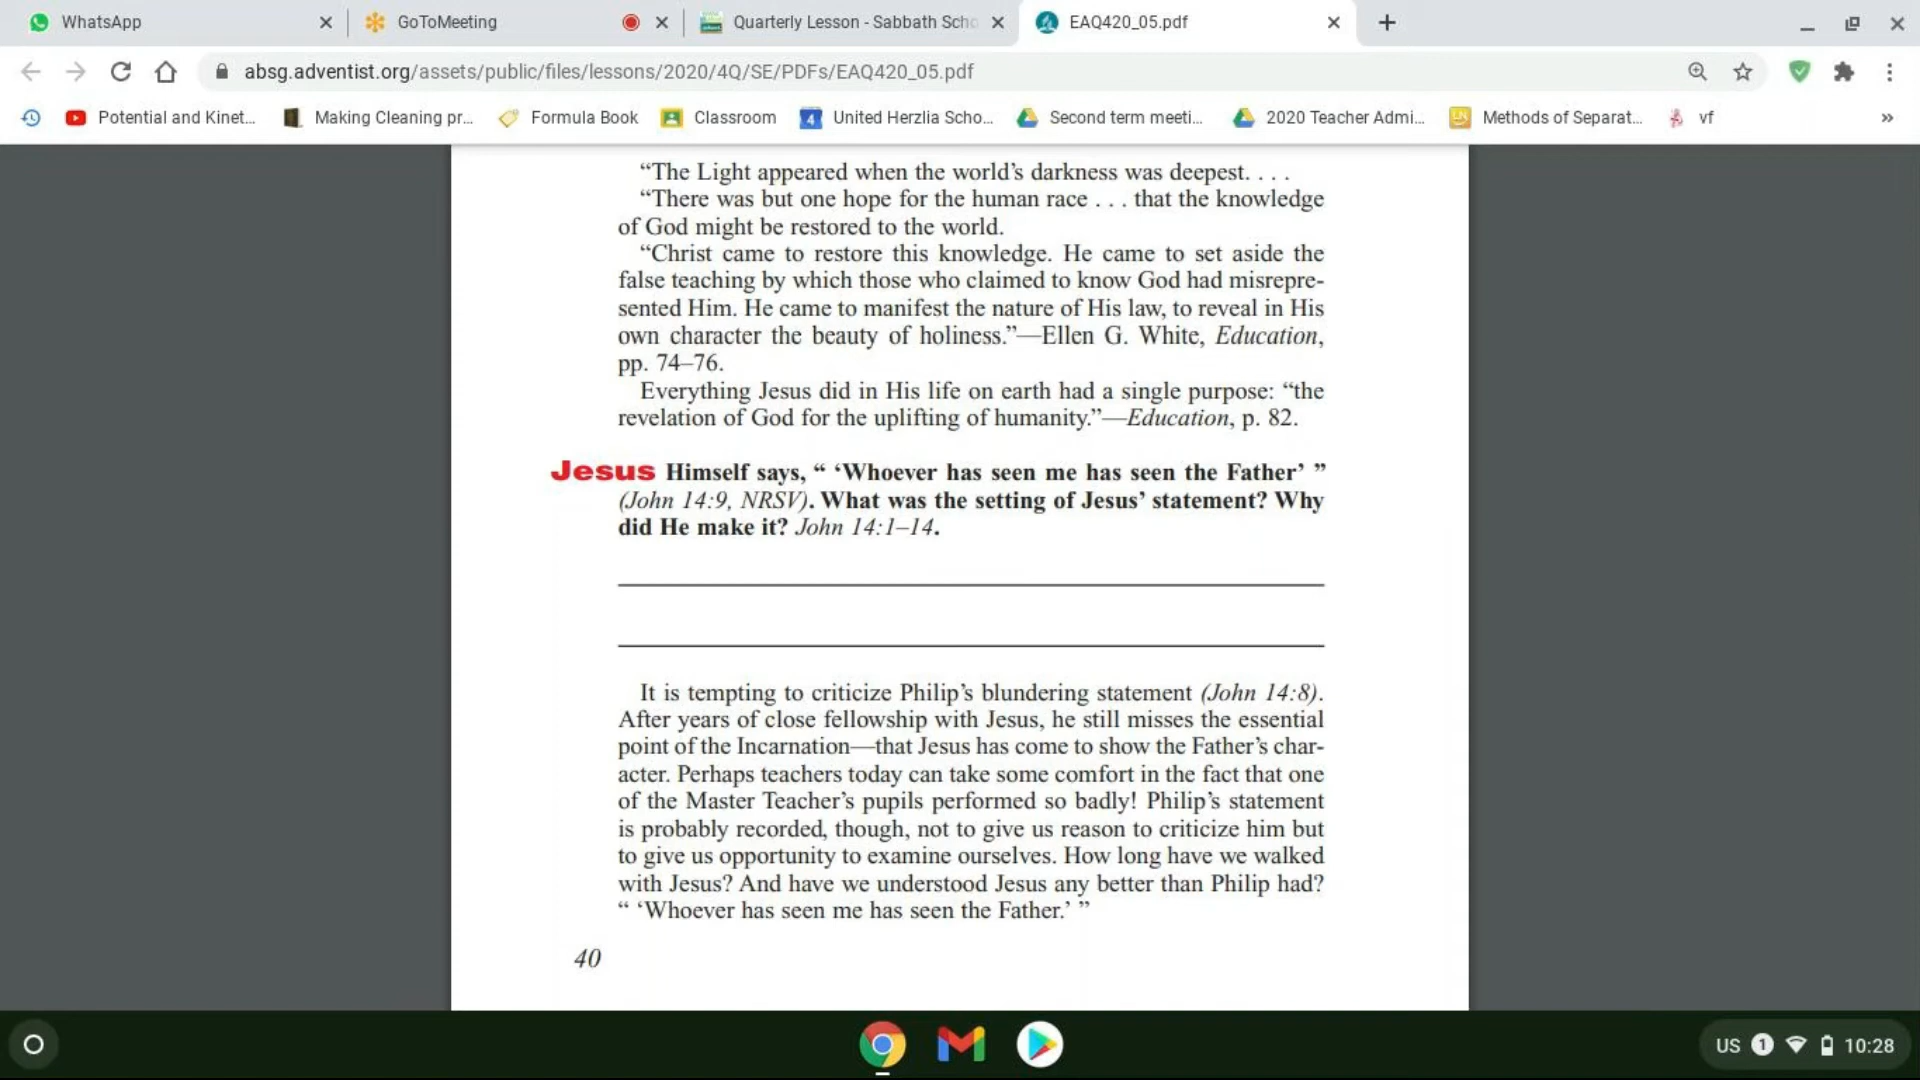 WhatsApp
GoToMeeting
Quarterly Lesson - Sabbath Scho
EAQ420_05.pdf
absg.adventist.org/assets/public/files/lessons/2020/4Q/SE/PDFs/EAQ420_05.pdf
Potential and Kinet...
Making Cleaning pr...
Formula Book
Classroom
4
United Herzlia Scho...
Second term meeti...
2020 Teacher Admi...
Methods of Separat...
vf
»
“The Light appeared when the world’s darkness was deepest. . . .
“There was but one hope for the human race . . . that the knowledge
of God might be restored to the world.
“Christ came to restore this knowledge. He came to set aside the
false teaching by which those who claimed to know God had misrepre-
sented Him. He came to manifest the nature of His law, to reveal in His
own character the beauty of holiness.”—Ellen G. White, Education,
pp. 74–76.
Everything Jesus did in His life on earth had a single purpose: “the
revelation of God for the uplifting of humanity.”—Education, p. 82.
Jesus Himself says, “ ‘Whoever has seen me has seen the Father’ ”
(John 14:9, NRSV). What was the setting of Jesus’ statement? Why
did He make it? John 14:1–14.
It is tempting to criticize Philip’s blundering statement (John 14:8).
After years of close fellowship with Jesus, he still misses the essential
point of the Incarnation—that Jesus has come to show the Father’s char-
acter. Perhaps teachers today can take some comfort in the fact that one
of the Master Teacher’s pupils performed so badly! Philip’s statement
is probably recorded, though, not to give us reason to criticize him but
to give us opportunity to examine ourselves. How long have we walked
with Jesus? And have we understood Jesus any better than Philip had?
“ ‘Whoever has seen me has seen the Father.’ ”
40
US 1 10:28